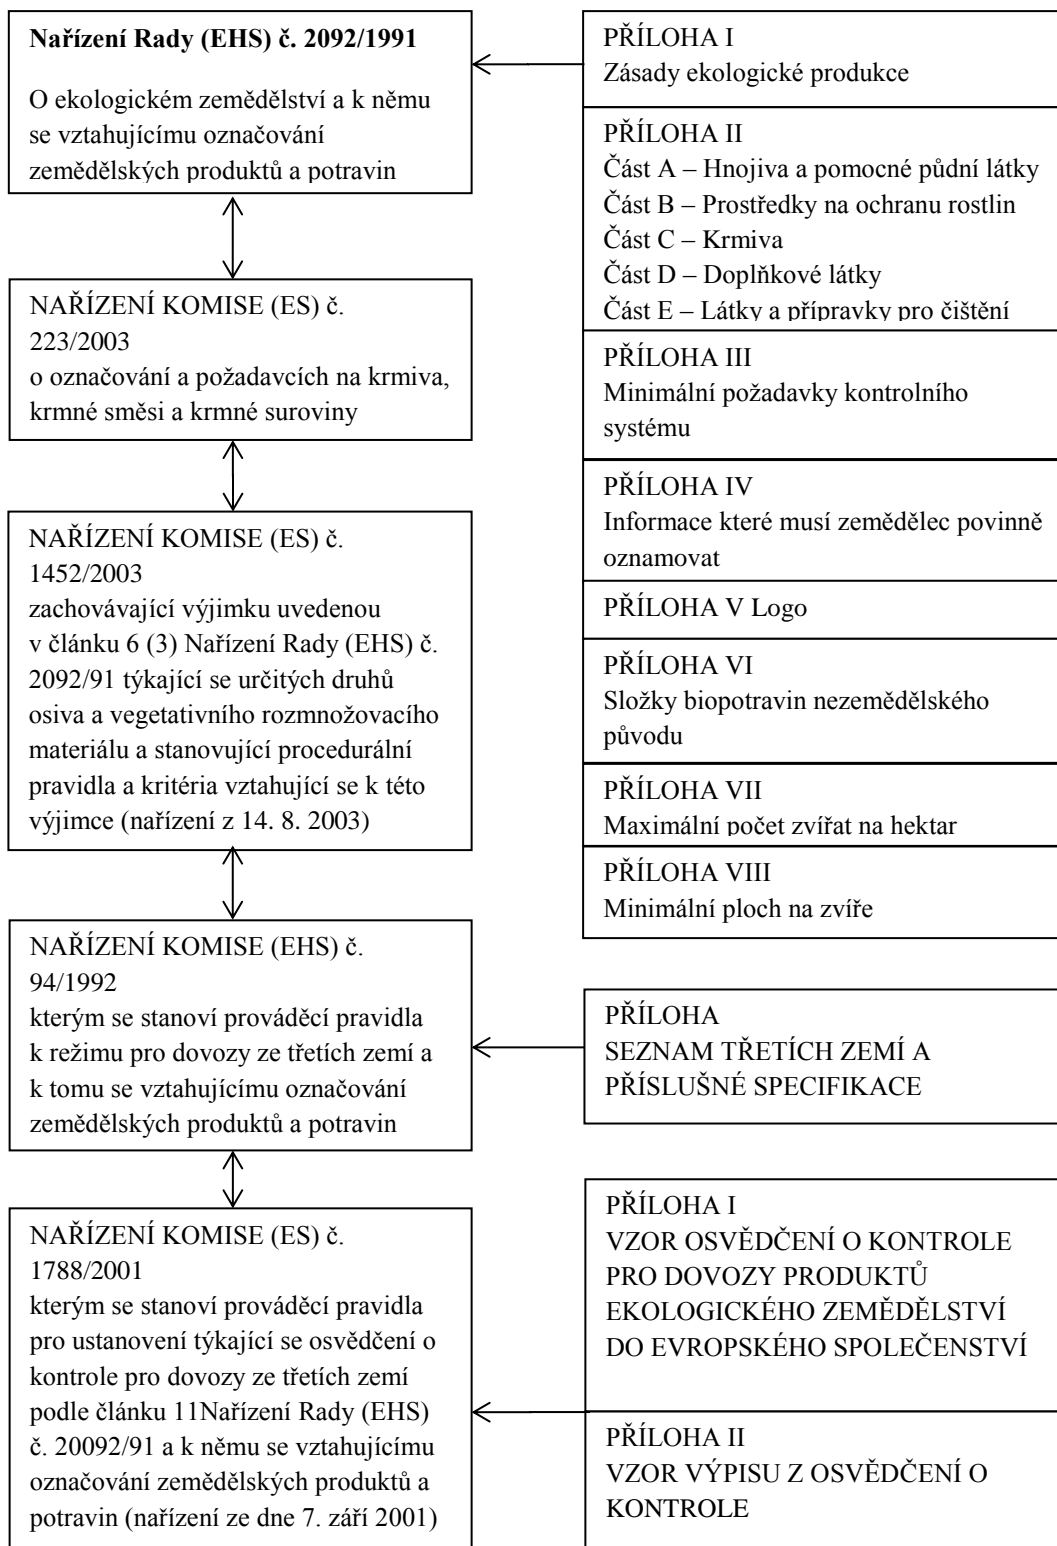 Nařízení Rady (EHS) č. 2092/1991
O ekologickém zemědělství a k němu
se vztahujícímu označování
zemědělských produktů a potravin
NAŘÍZENÍ KOMISE (ES) č.
223/2003
o označování a požadavcích na krmiva,
krmné směsi a krmné suroviny
NAŘÍZENÍ KOMISE (ES) č.
1452/2003
zachovávající výjimku uvedenou
v článku 6 (3) Nařízení Rady (EHS) č.
2092/91 týkající se určitých druhů
osiva a vegetativního rozmnožovacího
materiálu a stanovující procedurální
pravidla a kritéria vztahující se k této
výjimce (nařízení z 14. 8. 2003)
NAŘÍZENÍ KOMISE (EHS) č.
94/1992
kterým se stanoví prováděcí pravidla
k režimu pro dovozy ze třetích zemí a
k tomu se vztahujícímu označování
zemědělských produktů a potravin
NAŘÍZENÍ KOMISE (ES) č.
1788/2001
kterým se stanoví prováděcí pravidla
pro ustanovení týkající se osvědčení o
kontrole pro dovozy ze třetích zemí
podle článku 11Nařízení Rady (EHS)
č. 20092/91 a k němu se vztahujícímu
označování zemědělských produktů a
potravin (nařízení ze dne 7. září 2001)
PŘÍLOHA I
Zásady ekologické produkce
PŘÍLOHA II
Část A – Hnojiva a pomocné půdní látky
Část B – Prostředky na ochranu rostlin
Část C – Krmiva
Část D – Doplňkové látky
Část E – Látky a přípravky pro čištění
PŘÍLOHA III
Minimální požadavky kontrolního
systému
PŘÍLOHA IV
Informace které musí zemědělec povinně
oznamovat
PŘÍLOHA V Logo
PŘÍLOHA VI
Složky biopotravin nezemědělského
původu
PŘÍLOHA VII
Maximální počet zvířat na hektar
PŘÍLOHA VIII
Minimální ploch na zvíře
PŘÍLOHA
SEZNAM TŘETÍCH ZEMÍ A
PŘÍSLUŠNÉ SPECIFIKACE
PŘÍLOHA I
VZOR OSVĚDČENÍ O KONTROLE
PRO DOVOZY PRODUKTŮ
EKOLOGICKÉHO ZEMĚDĚLSTVÍ
DO EVROPSKÉHO SPOLEČENSTVÍ
PŘÍLOHA II
VZOR VÝPISU Z OSVĚDČENÍ O
KONTROLE